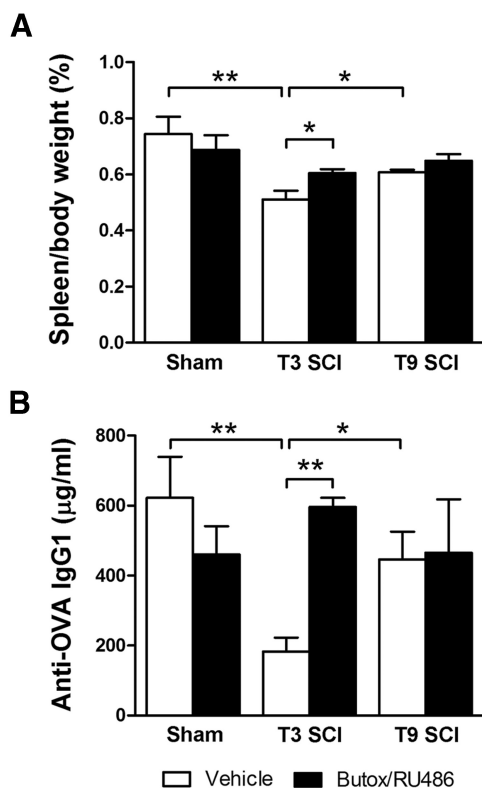 A
Spleen/body weight (%)
1.0
0.8
0.6
0.4
0.2
0.0
** *
*
Sham T3 SCI T9 SCI
B
Anti-OVA IgG1 (µg/ml)
800
600
400
200
0
** *
**
Sham T3 SCI T9 SCI
Vehicle Butox/RU486